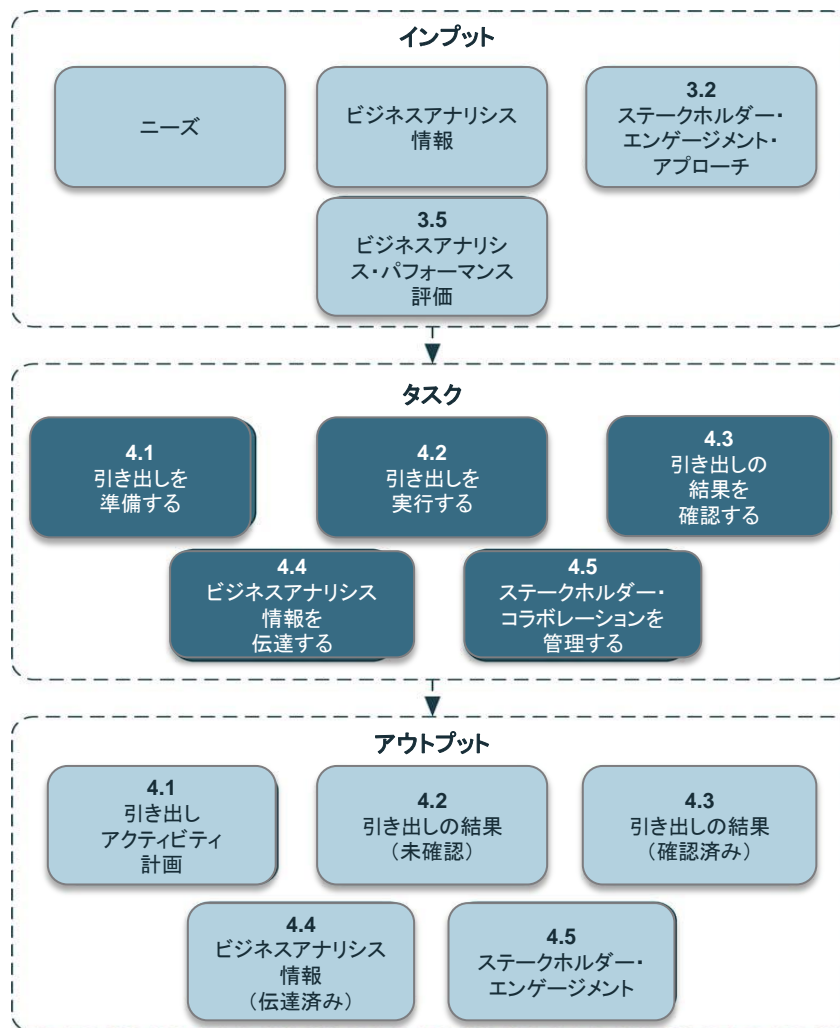 インプット
ニーズ
ビジネスアナリシス
情報
3.2
ステークホルダー・
エンゲージメント・
アプローチ
3.5
ビジネスアナリシ
ス・パフォーマンス
評価
タスク
4.1
引き出しを
準備する
4.2
引き出しを
実行する
4.3
引き出しの
結果を
確認する
4.4
ビジネスアナリシス
情報を
伝達する
4.5
ステークホルダー・
コラボレーションを
管理する
アウトプット
4.1
引き出し
アクティビティ
計画
4.2
引き出しの結果
（未確認）
4.3
引き出しの結果
（確認済み）
4.4
ビジネスアナリシス
情報
（伝達済み）
4.5
ステークホルダー・
エンゲージメント